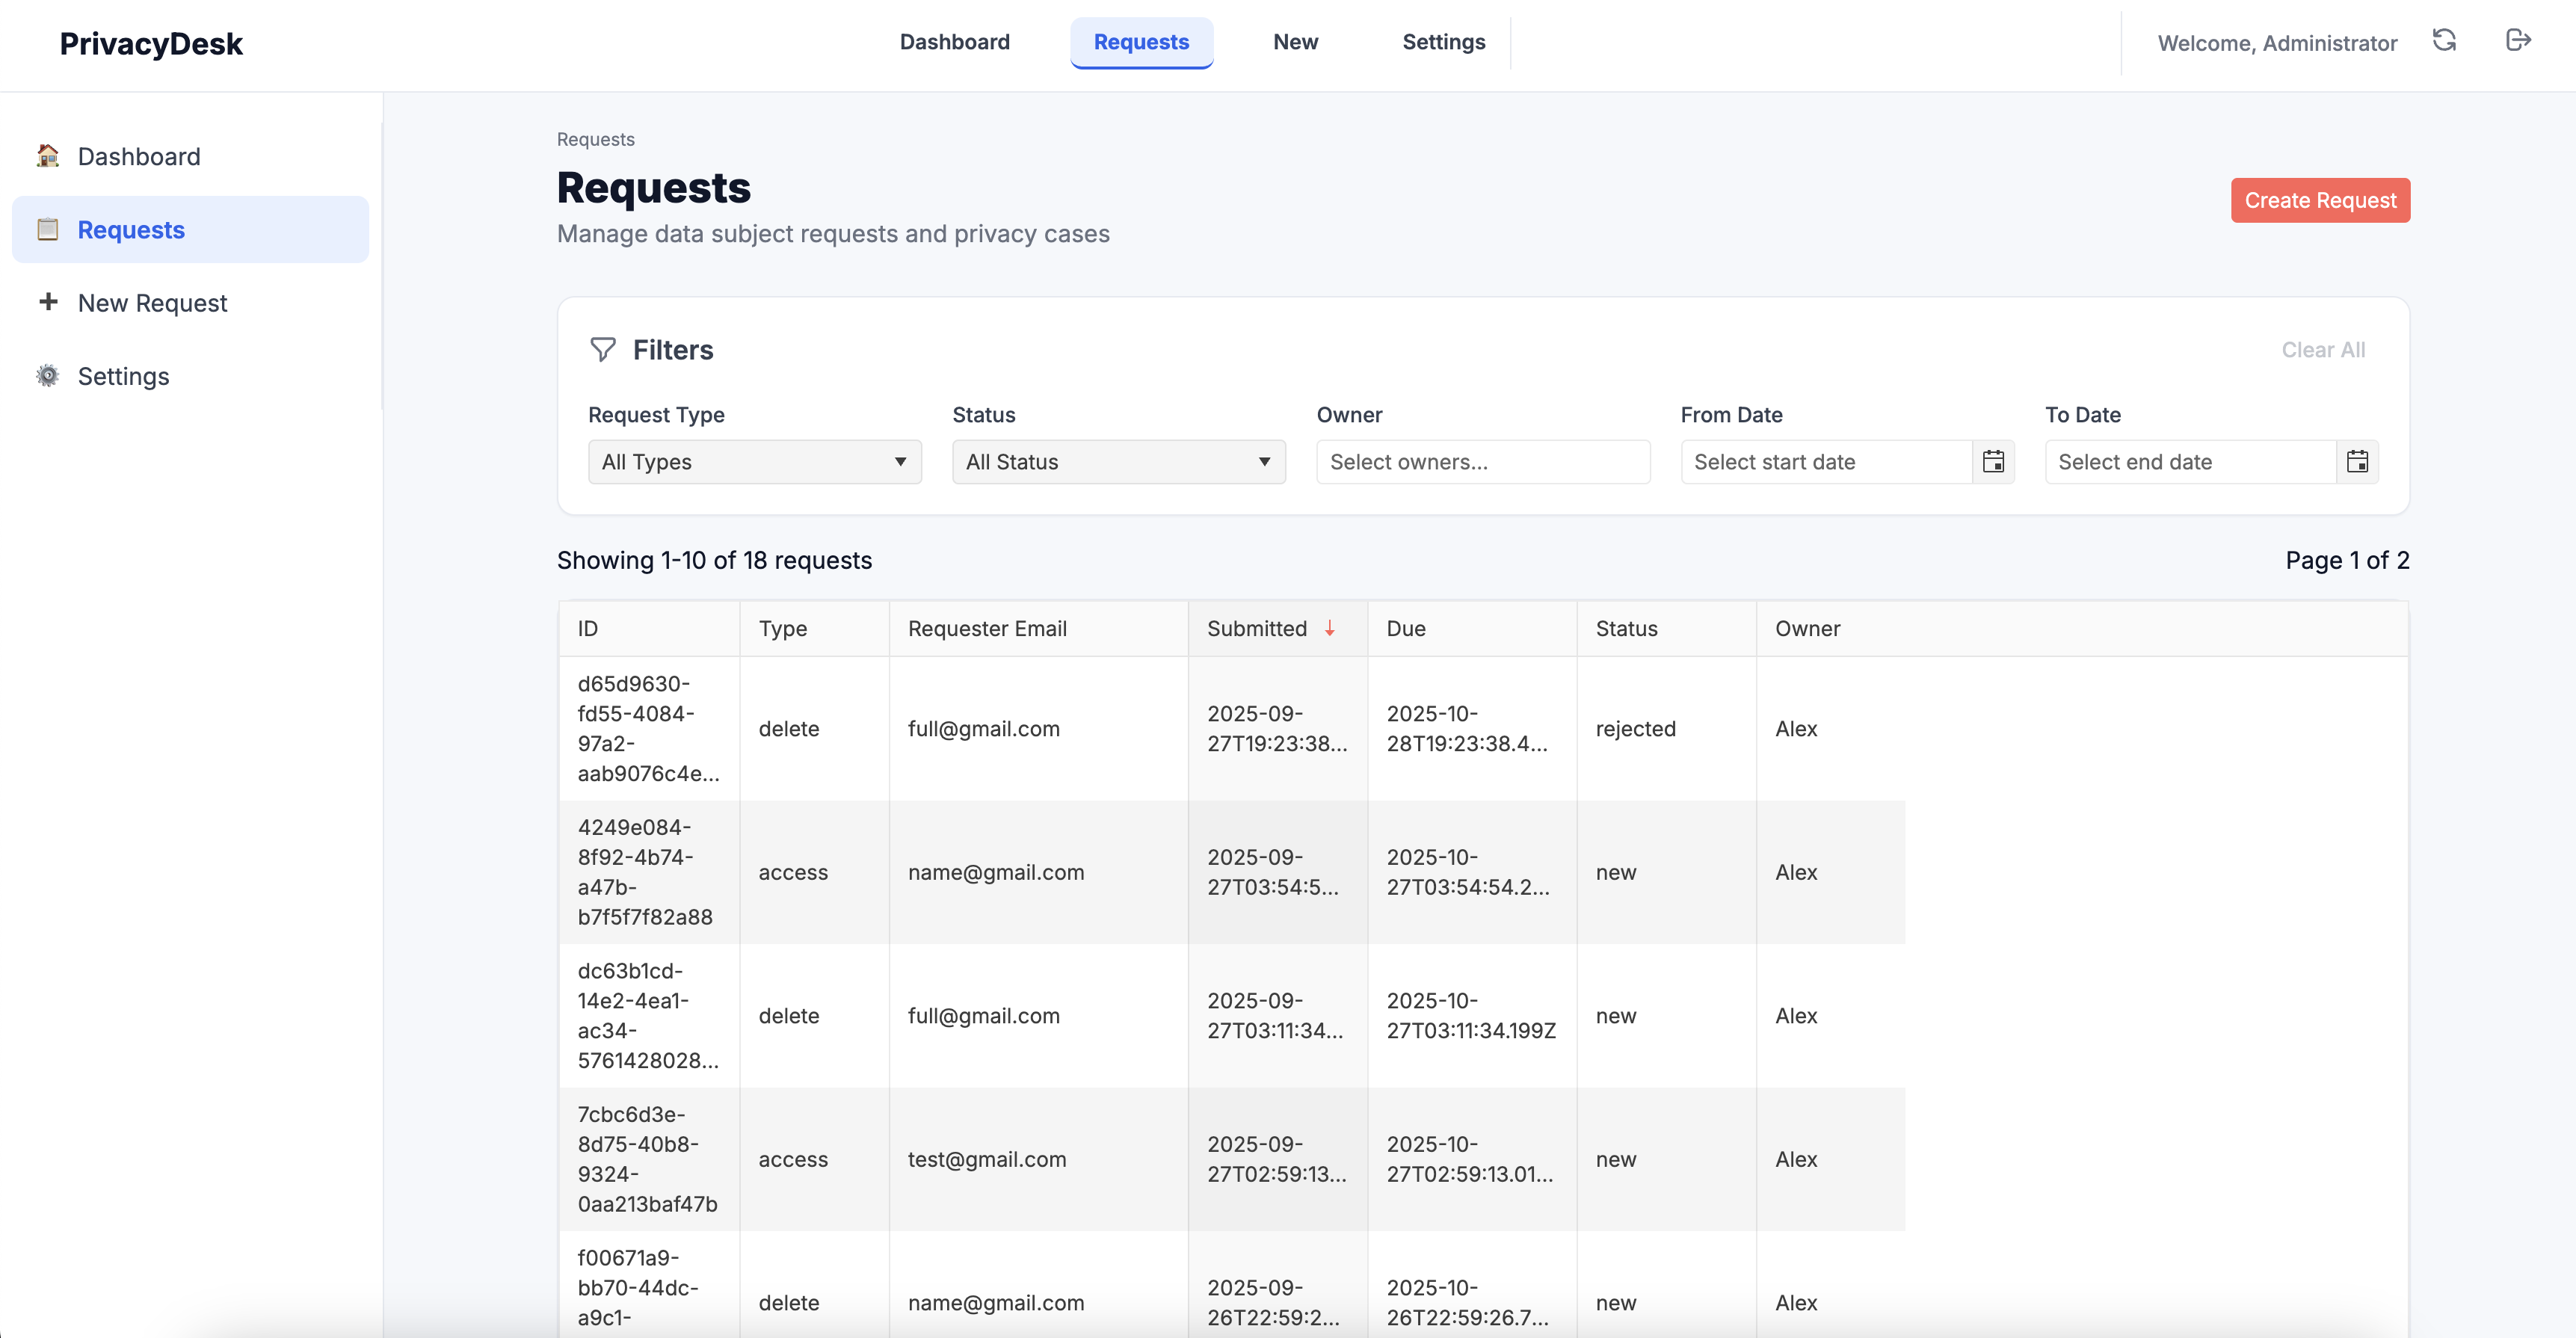 PrivacyDesk
Dashboard
Requests
New
Settings
Welcome, Administrator
Dashboard
Requests
New Request
Settings
Requests
Requests
Manage data subject requests and privacy cases
Create Request
Filters
Clear All
Request Type
Status
Owner
From Date
To Date
All Types
All Status
Select owners...
Select start date
Select end date
Showing 1-10 of 18 requests
Page 1 of 2
ID
Type
Requester Email
Submitted
Due
Status
Owner
d65d9630-
fd55-4084-
97a2-
aab9076c4e...
delete
full@gmail.com
2025-09-
27T19:23:38...
2025-10-
28T19:23:38.4...
rejected
Alex
4249e084-
8f92-4b74-
a47b-
b7f5f7f82a88
access
name@gmail.com
2025-09-
27T03:54:5...
2025-10-
27T03:54:54.2...
new
Alex
dc63b1cd-
14e2-4ea1-
ac34-
5761428028...
delete
full@gmail.com
2025-09-
27T03:11:34...
2025-10-
27T03:11:34.199Z
new
Alex
7cbc6d3e-
8d75-40b8-
9324-
0aa213baf47b
access
test@gmail.com
2025-09-
27T02:59:13...
2025-10-
27T02:59:13.01...
new
Alex
f00671a9-
bb70-44dc-
a9c1-
delete
name@gmail.com
2025-09-
26T22:59:2...
2025-10-
26T22:59:26.7...
new
Alex